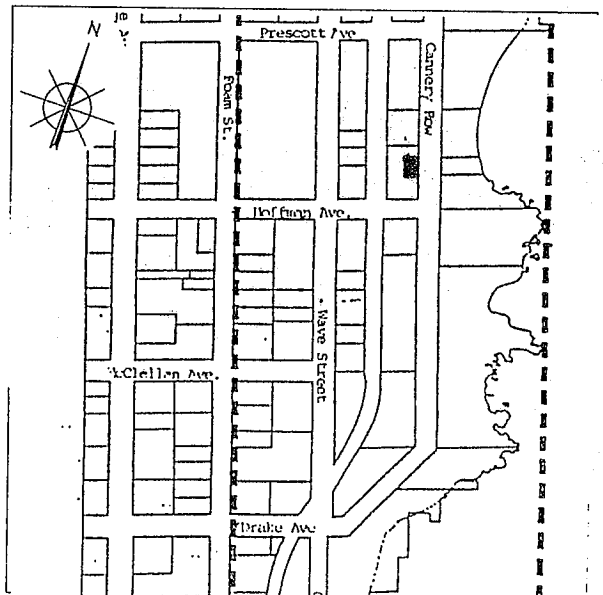 N
Prescott Ave
Cannery Row
Foam St.
Hoffman Ave.
Wave Street
McClellan Ave.
Drake Ave